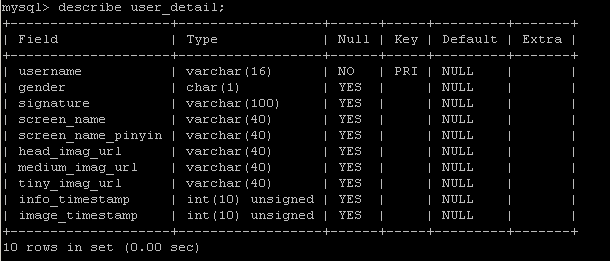 mysql> describe user_detail;
+--------------------+------------------+------+-----+---------+-------+
| Field              | Type             | Null | Key | Default | Extra |
+--------------------+------------------+------+-----+---------+-------+
| username           | varchar(16)      | NO   | PRI | NULL    |       |
| gender             | char(1)          | YES  |     | NULL    |       |
| signature          | varchar(100)     | YES  |     | NULL    |       |
| screen_name        | varchar(40)      | YES  |     | NULL    |       |
| screen_name_pinyin | varchar(40)      | YES  |     | NULL    |       |
| head_imag_url      | varchar(40)      | YES  |     | NULL    |       |
| medium_imag_url    | varchar(40)      | YES  |     | NULL    |       |
| tiny_imag_url      | varchar(40)      | YES  |     | NULL    |       |
| info_timestamp     | int(10) unsigned | YES  |     | NULL    |       |
| image_timestamp    | int(10) unsigned | YES  |     | NULL    |       |
+--------------------+------------------+------+-----+---------+-------+
10 rows in set (0.00 sec)